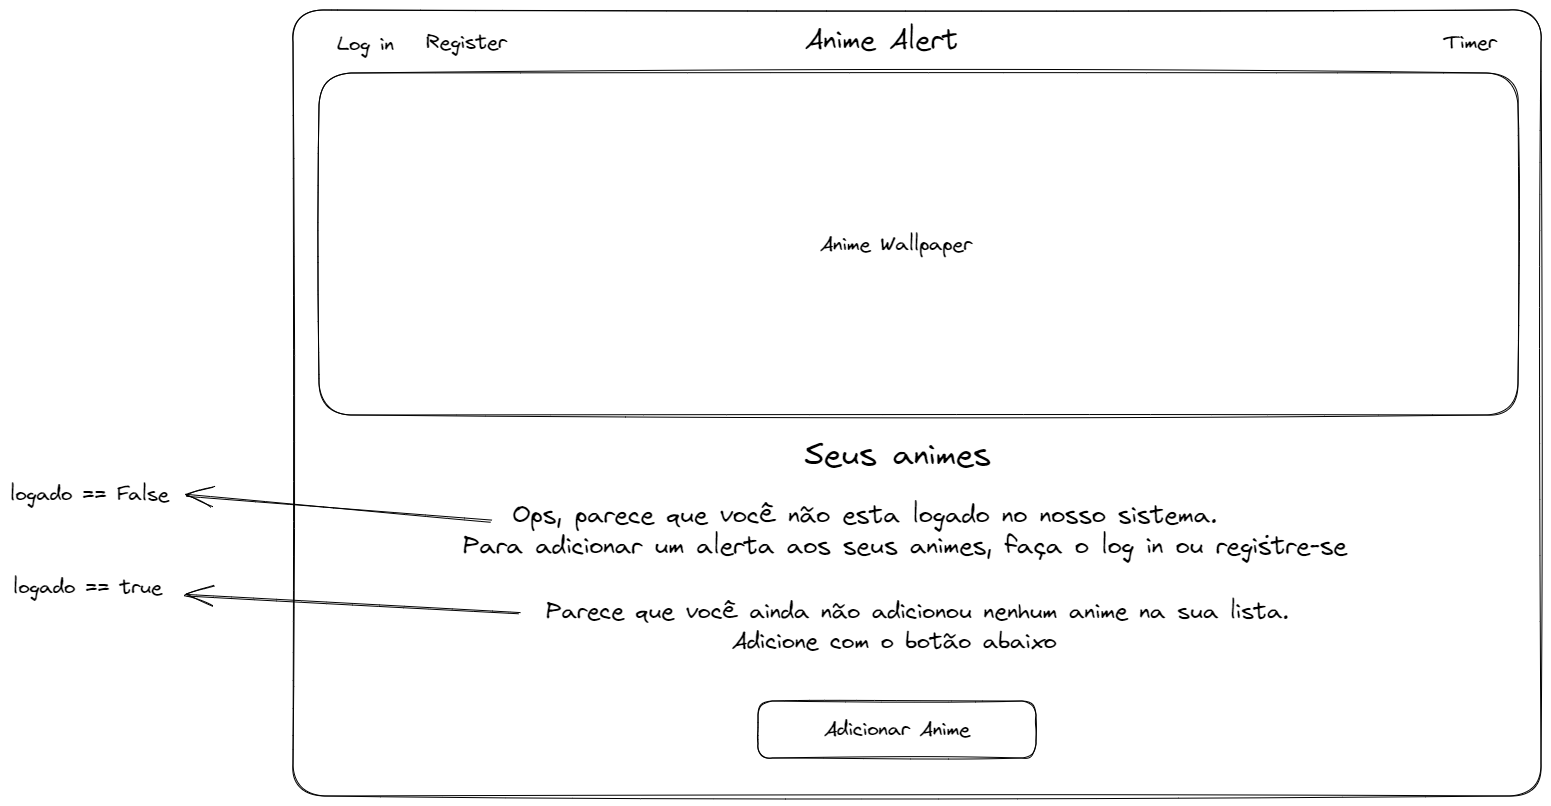 Log in
Register
Anime Alert
Timer
Anime Wallpaper
Seus animes
logado == False
Ops, parece que você não esta logado no nosso sistema.
Para adicionar um alerta aos seus animes, faça o log in ou registre-se
logado == true
Parece que você ainda não adicionou nenhum anime na sua lista.
Adicione com o botão abaixo
Adicionar Anime